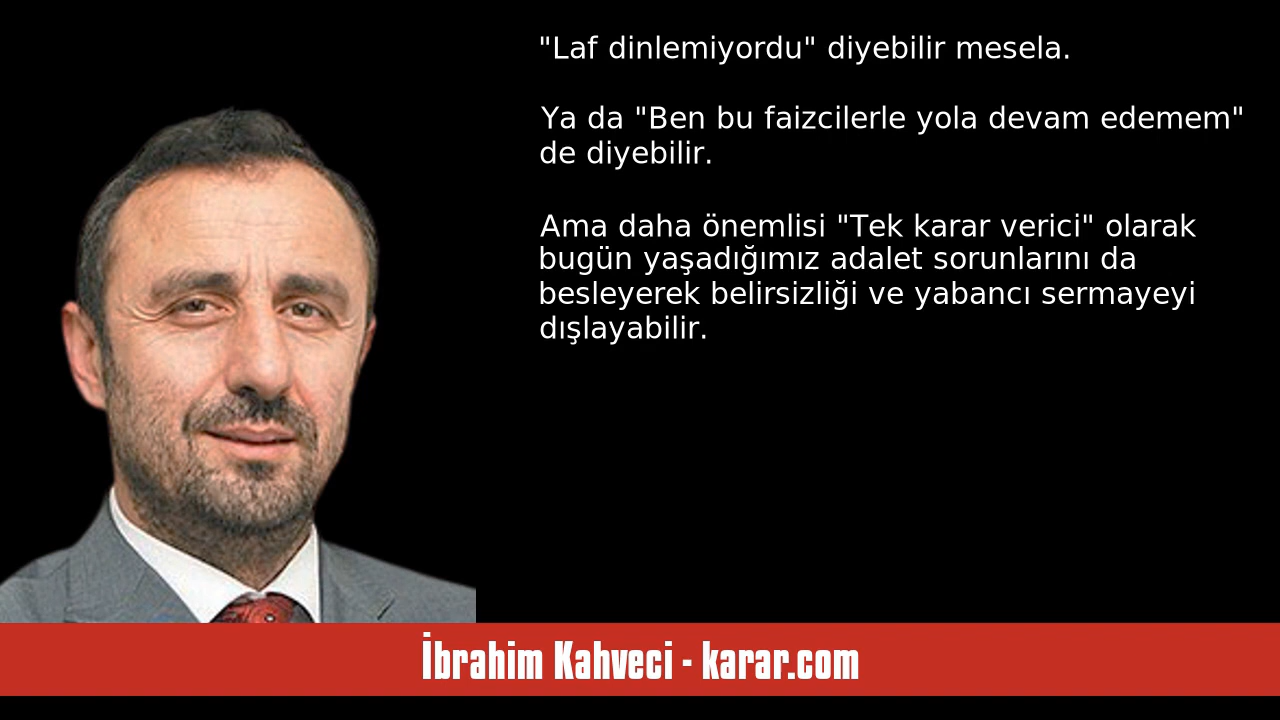 "Laf dinlemiyordu" diyebilir mesela.
Ya da "Ben bu faizcilerle yola devam edemem"
de diyebilir.
Ama daha önemlisi "Tek karar verici" olarak
bugün yaşadığımız adalet sorunlarını da
besleyerek belirsizliği ve yabancı sermayeyi
dışlayabilir.
İbrahim Kahveci - karar.com